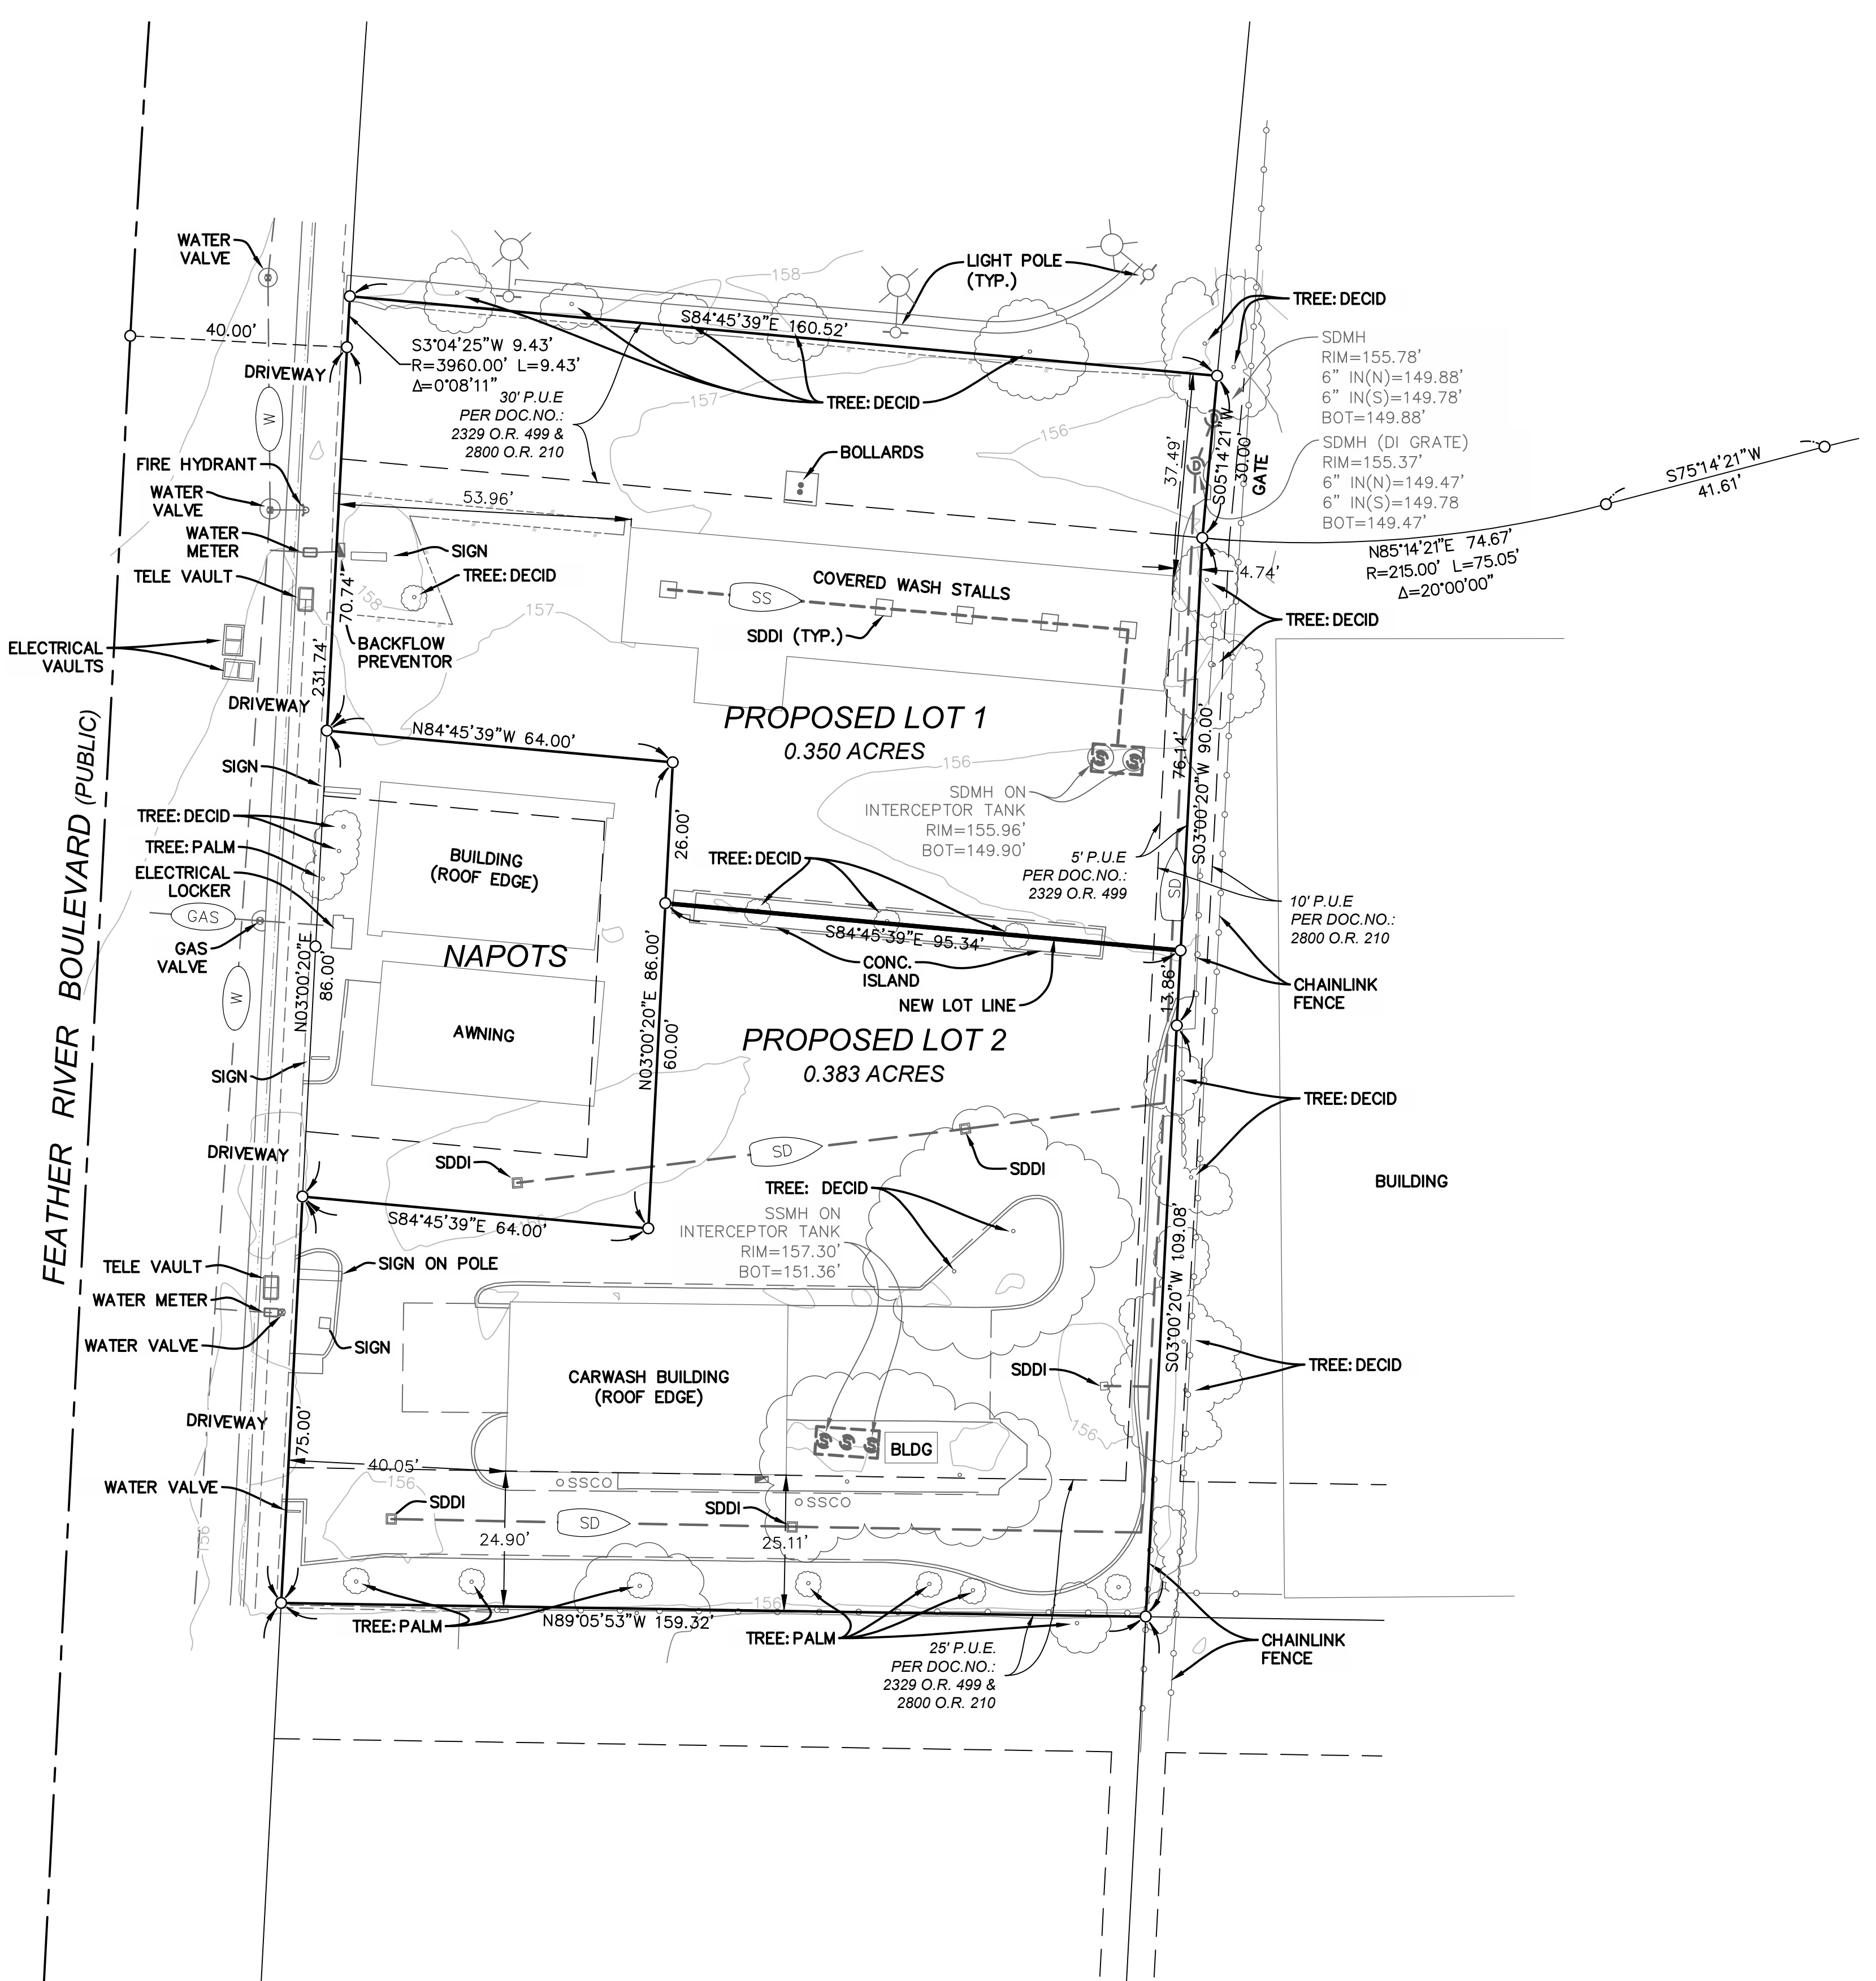 WATER
VALVE
LIGHT POLE
(TYP.)
158
TREE: DECID
40.00'
S84°45'39"E 160.52'
S3°04'25"W 9.43'
R=3960.00' L=9.43'
Δ=0°08'11"
DRIVEWAY
30' P.U.E
PER DOC.NO.:
2329 O.R. 499 &
2800 O.R. 210
157
TREE: DECID
SDMH
RIM=155.78'
6" IN(N)=149.88'
6" IN(S)=149.78'
BOT=149.88'
W
156
S05°14'21"W
30.00'
GATE
37.49'
SDMH (DI GRATE)
RIM=155.37'
6" IN(N)=149.47'
6" IN(S)=149.78
BOT=149.47'
S75°14'21"W
41.61'
BOLLARDS
FIRE HYDRANT
WATER
VALVE
53.96'
WATER
METER
SIGN
N85°14'21"E 74.67'
R=215.00' L=75.05'
Δ=20°00'00"
TELE VAULT
TREE: DECID
COVERED WASH STALLS
4.74'
158
157
SS
70.74'
TREE: DECID
SDDI (TYP.)
ELECTRICAL
VAULTS
BACKFLOW
PREVENTOR
231.74'
DRIVEWAY
PROPOSED LOT 1
0.350 ACRES
N84°45'39"W 64.00'
76.14'
S03°00'20"W 90.00'
SIGN
156
SDMH ON
INTERCEPTOR TANK
RIM=155.96'
BOT=149.90'
26.00'
TREE: DECID
TREE: PALM
ELECTRICAL
LOCKER
BUILDING
(ROOF EDGE)
TREE: DECID
5' P.U.E
PER DOC.NO.:
2329 O.R. 499
SD
10' P.U.E
PER DOC.NO.:
2800 O.R. 210
GAS
GAS
VALVE
S84°45'39"E 95.34'
NAPOTS
CONC.
ISLAND
CHAINLINK
FENCE
W
N03°00'20"E
86.00'
NEW LOT LINE
13.86'
N03°00'20"E 86.00'
60.00'
AWNING
PROPOSED LOT 2
0.383 ACRES
SIGN
FEATHER RIVER BOULEVARD (PUBLIC)
TREE: DECID
DRIVEWAY
SDDI
SD
SDDI
BUILDING
TREE: DECID
S84°45'39"E 64.00'
SSMH ON
INTERCEPTOR TANK
RIM=157.30'
BOT=151.36'
S03°00'20"W 109.08'
TELE VAULT
SIGN ON POLE
WATER METER
WATER VALVE
SIGN
CARWASH BUILDING
(ROOF EDGE)
SDDI
TREE: DECID
75.00'
DRIVEWAY
BLDG
156
40.05'
156
WATER VALVE
SSCO
SSCO
SDDI
SDDI
SD
156
24.90'
25.11'
156
N89°05'53"W 159.32'
TREE: PALM
TREE: PALM
25' P.U.E.
PER DOC.NO.:
2329 O.R. 499 &
2800 O.R. 210
CHAINLINK
FENCE